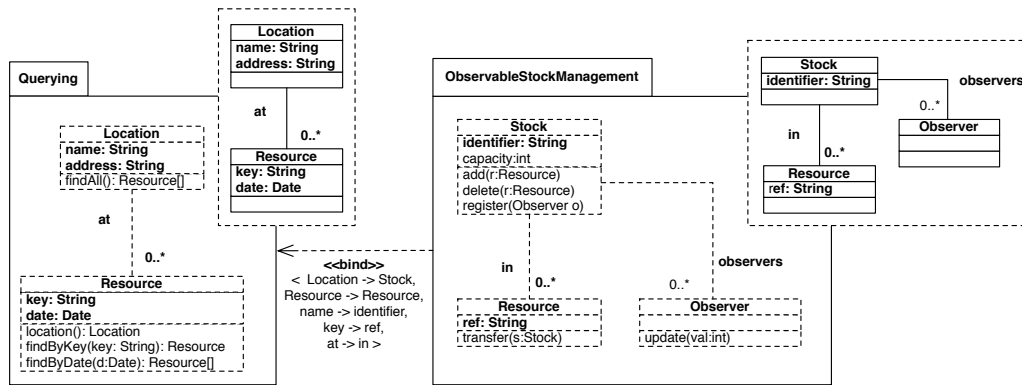 Querying
Location
name: String
address: String
findAll(): Resource[]
at
0..*
Resource
key: String
date: Date
location(): Location
findByKey(key: String): Resource
findByDate(d:Date): Resource[]
Location
name: String
address: String
at
0..*
Resource
key: String
date: Date
<<bind>>
< Location -> Stock,
Resource -> Resource,
name -> identifier,
key -> ref,
at -> in >
ObservableStockManagement
Stock
identifier: String
capacity:int
add(r:Resource)
delete(r:Resource)
register(Observer o)
in
0..*
observers
0..*
Resource
ref: String
transfer(s:Stock)
Observer
update(val:int)
Stock
identifier: String
observers
0..*
in
0..*
Observer
Resource
ref: String